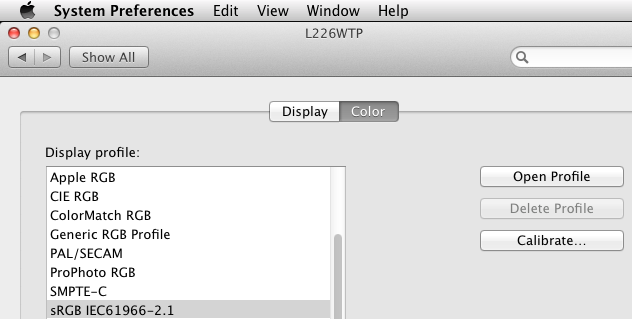 System Preferences Edit View Window Help
L226WTP
Show All
Display Color
Display profile:
Apple RGB
CIE RGB
ColorMatch RGB
Generic RGB Profile
PAL/SECAM
ProPhoto RGB
SMPTE-C
sRGB IEC61966-2.1
Open Profile
Delete Profile
Calibrate...